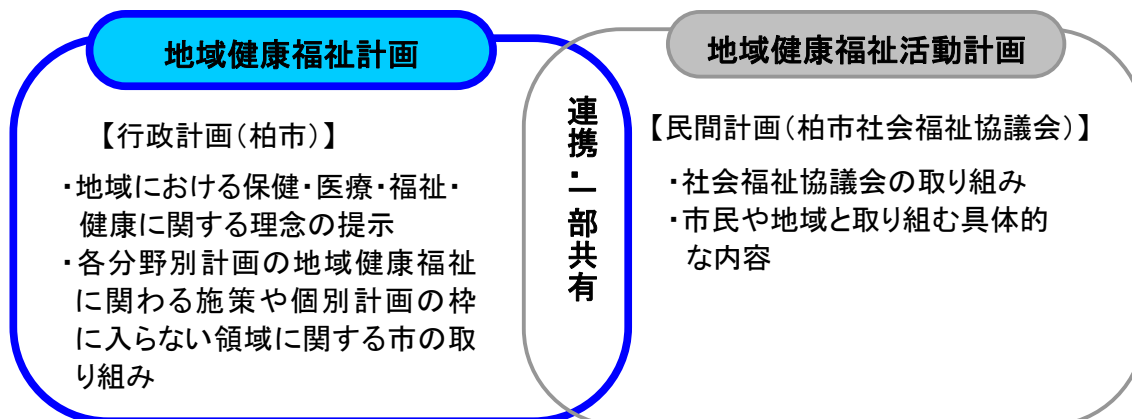 地域健康福祉計画
【行政計画(柏市)】
・地域における保健・医療・福祉・
健康に関する理念の提示
・各分野別計画の地域健康福祉
に関わる施策や個別計画の枠
に入らない領域に関する市の取
り組み
連携・一部共有
地域健康福祉活動計画
【民間計画(柏市社会福祉協議会)】
・社会福祉協議会の取り組み
・市民や地域と取り組む具体的
な内容